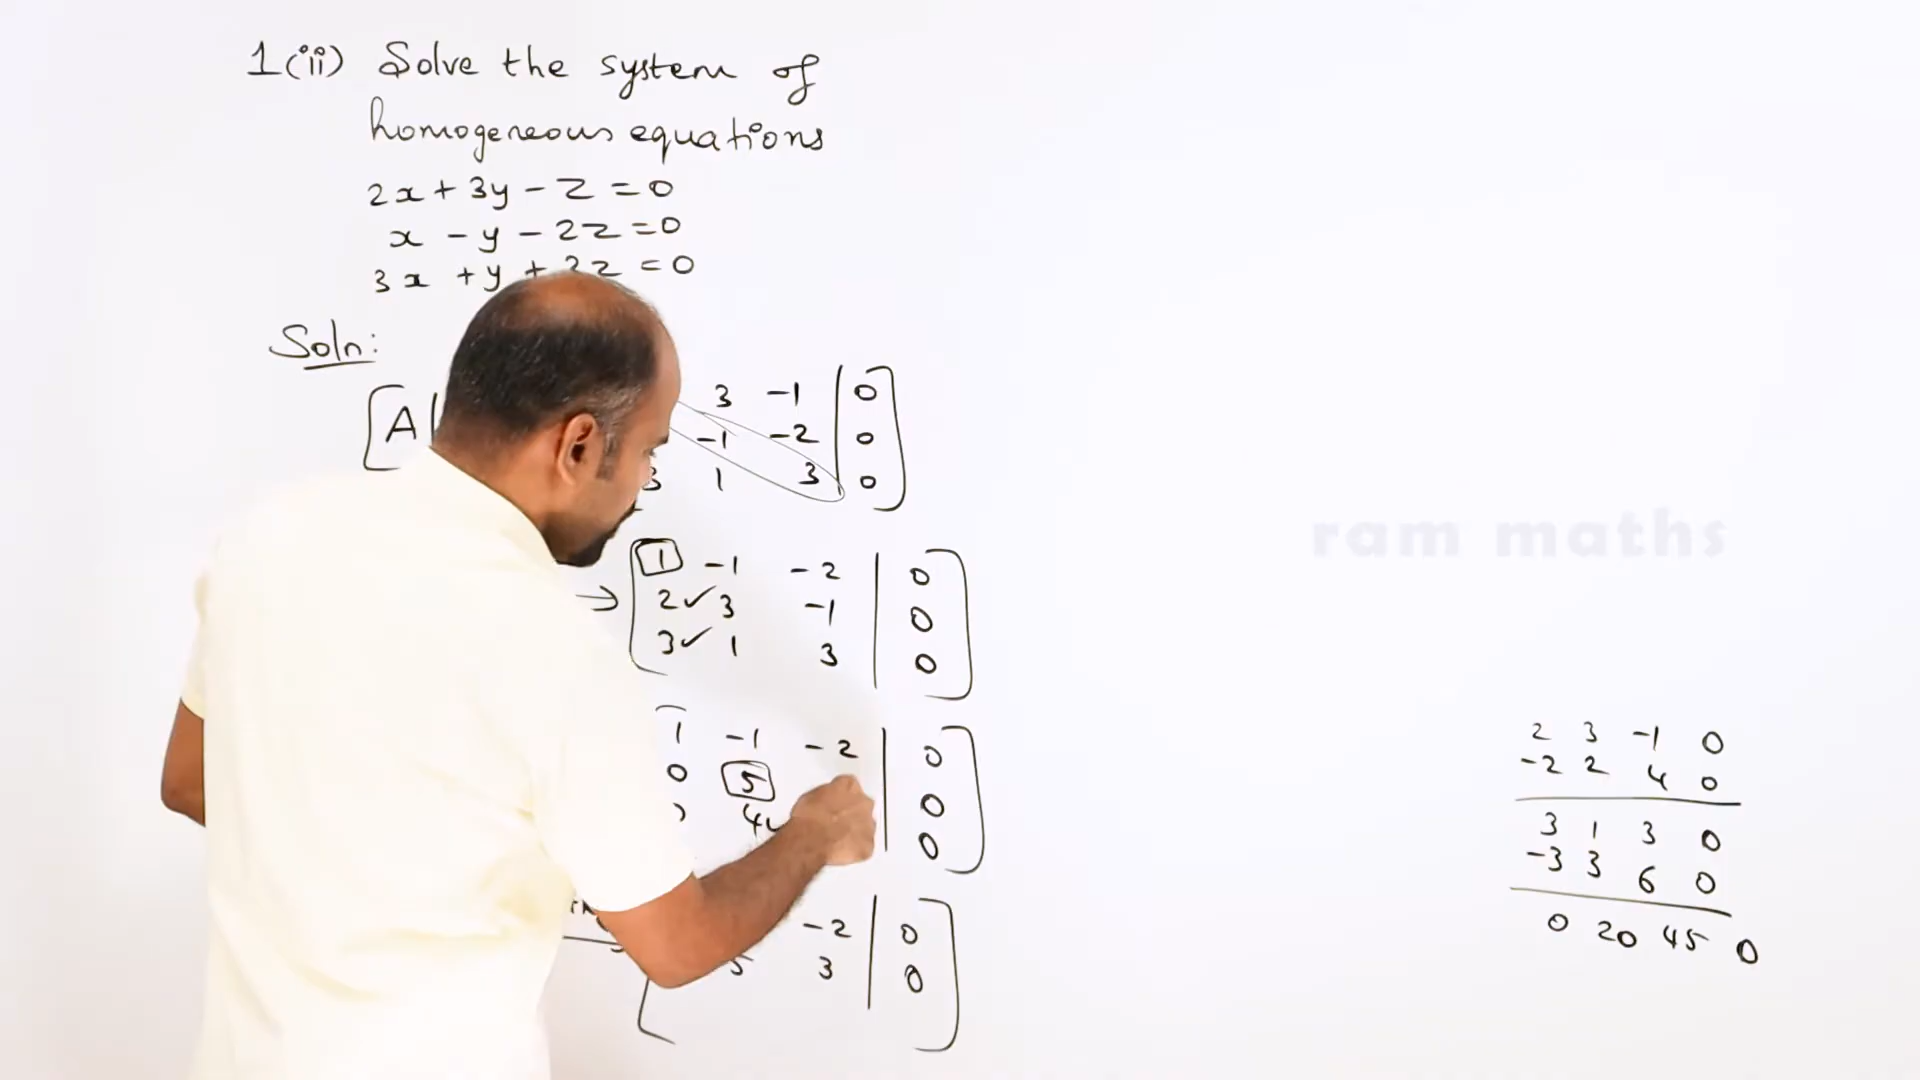 1(ii) Solve the system of
homogeneous equations
2x + 3y - z = 0
x - y - 2z = 0
3x + y + 3z = 0
Soln:
[A| 3 -1 | 0
-1 -2 | 0
3 1 3 | 0
→ 1 -1 -2 | 0
2 ✓ 3 -1 | 0
3 ✓ 1 3 | 0
1 -1 -2 | 0
0 5 | 0
4 | 0
-2 | 0
5 3 | 0
ram maths
2 3 -1 0
-2 2 4 0
3 1 3 0
-3 3 6 0
0 20 45 0